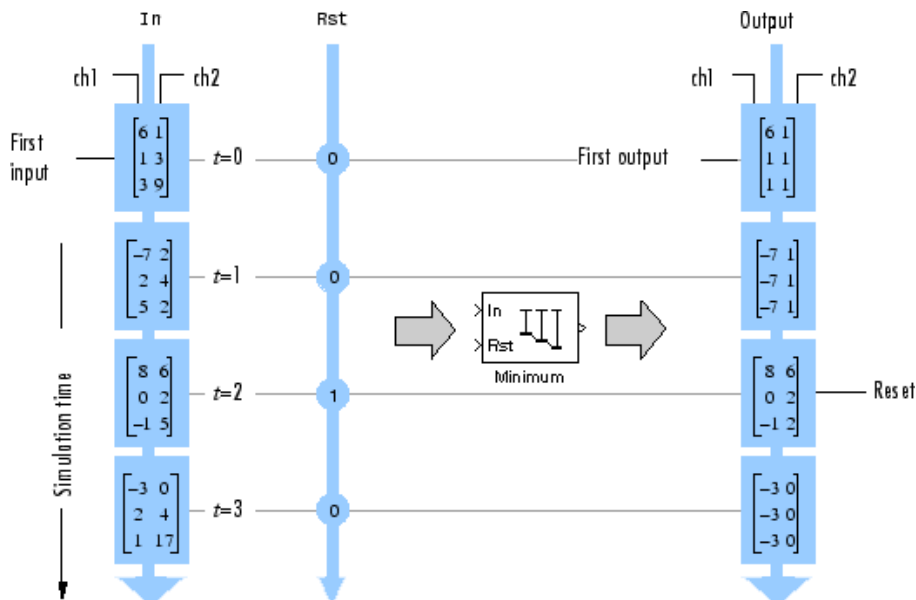 In Rst Output
ch1 ch2 ch1 ch2
First input
6 1
1 3
3 9
t=0
0
First output
6 1
1 1
1 1
-7 2
2 4
5 2
t=1
0
-7 1
-7 1
-7 1
In
Rst
Minimum
8 6
0 2
-1 5
t=2
1
8 6
0 2
-1 2
Reset
Simulation time
-3 0
2 4
1 17
t=3
0
-3 0
-3 0
-3 0